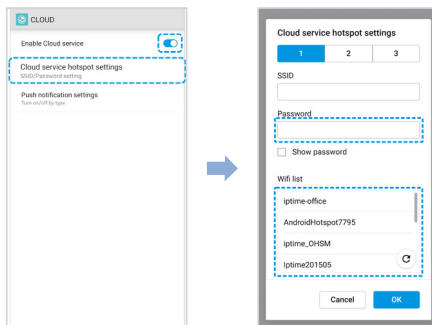 CLOUD
Enable Cloud service
Cloud service hotspot settings
SSID/Password setting
Push notification settings
Turn on/off by type
Cloud service hotspot settings
1 2 3
SSID
Password
Show password
Wifi list
iptime-office
AndroidHotspot7795
iptime_OHSM
Iptime201505
Cancel OK